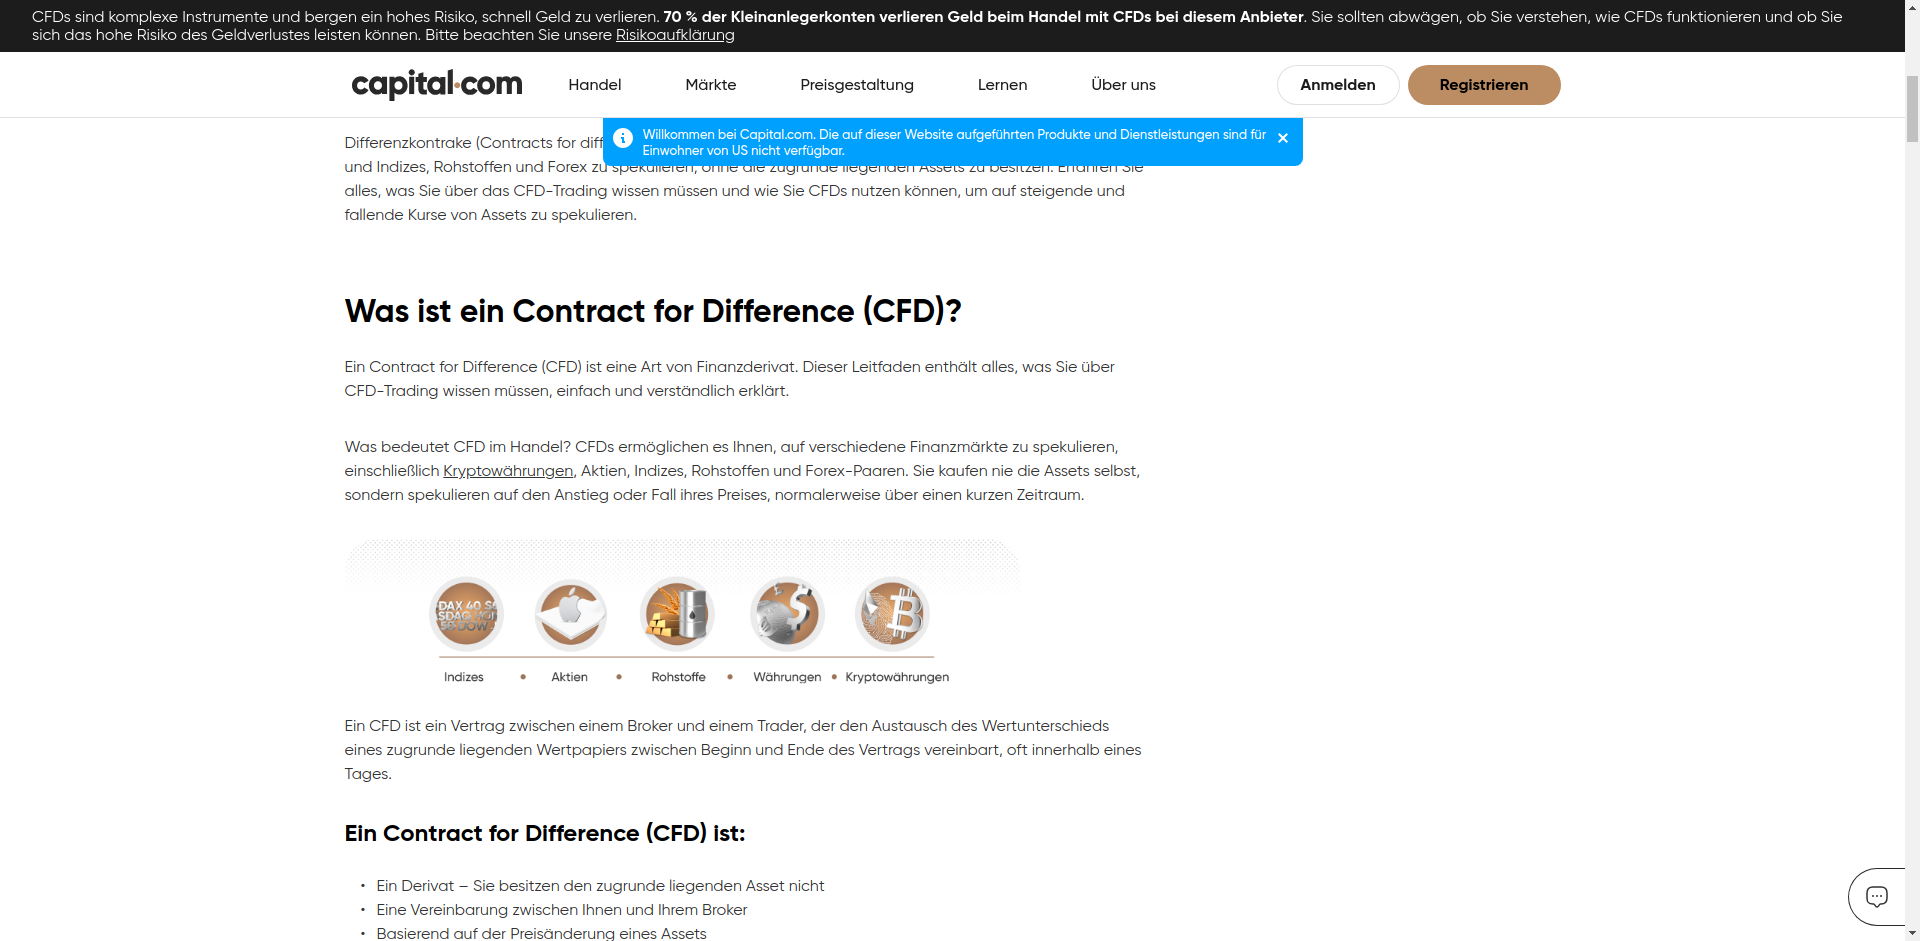 CFDs sind komplexe Instrumente und bergen ein hohes Risiko, schnell Geld zu verlieren. 70 % der Kleinanlegerkonten verlieren Geld beim Handel mit CFDs bei diesem Anbieter. Sie sollten abwägen, ob Sie verstehen, wie CFDs funktionieren und ob Sie
sich das hohe Risiko des Geldverlustes leisten können. Bitte beachten Sie unsere Risikoaufklärung
capital.com
Handel
Märkte
Preisgestaltung
Lernen
Über uns
Anmelden
Registrieren
Willkommen bei Capital.com. Die auf dieser Website aufgeführten Produkte und Dienstleistungen sind für
Einwohner von US nicht verfügbar.
Differenzkontrake (Contracts for diff
und Indizes, Rohstoffen und Forex zu spekulieren, ohne die zugrunde liegenden Assets zu besitzen. Erfahren Sie
alles, was Sie über das CFD-Trading wissen müssen und wie Sie CFDs nutzen können, um auf steigende und
fallende Kurse von Assets zu spekulieren.
Was ist ein Contract for Difference (CFD)?
Ein Contract for Difference (CFD) ist eine Art von Finanzderivat. Dieser Leitfaden enthält alles, was Sie über
CFD-Trading wissen müssen, einfach und verständlich erklärt.
Was bedeutet CFD im Handel? CFDs ermöglichen es Ihnen, auf verschiedene Finanzmärkte zu spekulieren,
einschließlich Kryptowährungen, Aktien, Indizes, Rohstoffen und Forex-Paaren. Sie kaufen nie die Assets selbst,
sondern spekulieren auf den Anstieg oder Fall ihres Preises, normalerweise über einen kurzen Zeitraum.
DAX 40
Indizes • Aktien • Rohstoffe • Währungen • Kryptowährungen
Ein CFD ist ein Vertrag zwischen einem Broker und einem Trader, der den Austausch des Wertunterschieds
eines zugrunde liegenden Wertpapiers zwischen Beginn und Ende des Vertrags vereinbart, oft innerhalb eines
Tages.
Ein Contract for Difference (CFD) ist:
• Ein Derivat – Sie besitzen den zugrunde liegenden Asset nicht
• Eine Vereinbarung zwischen Ihnen und Ihrem Broker
• Basierend auf der Preisänderung eines Assets